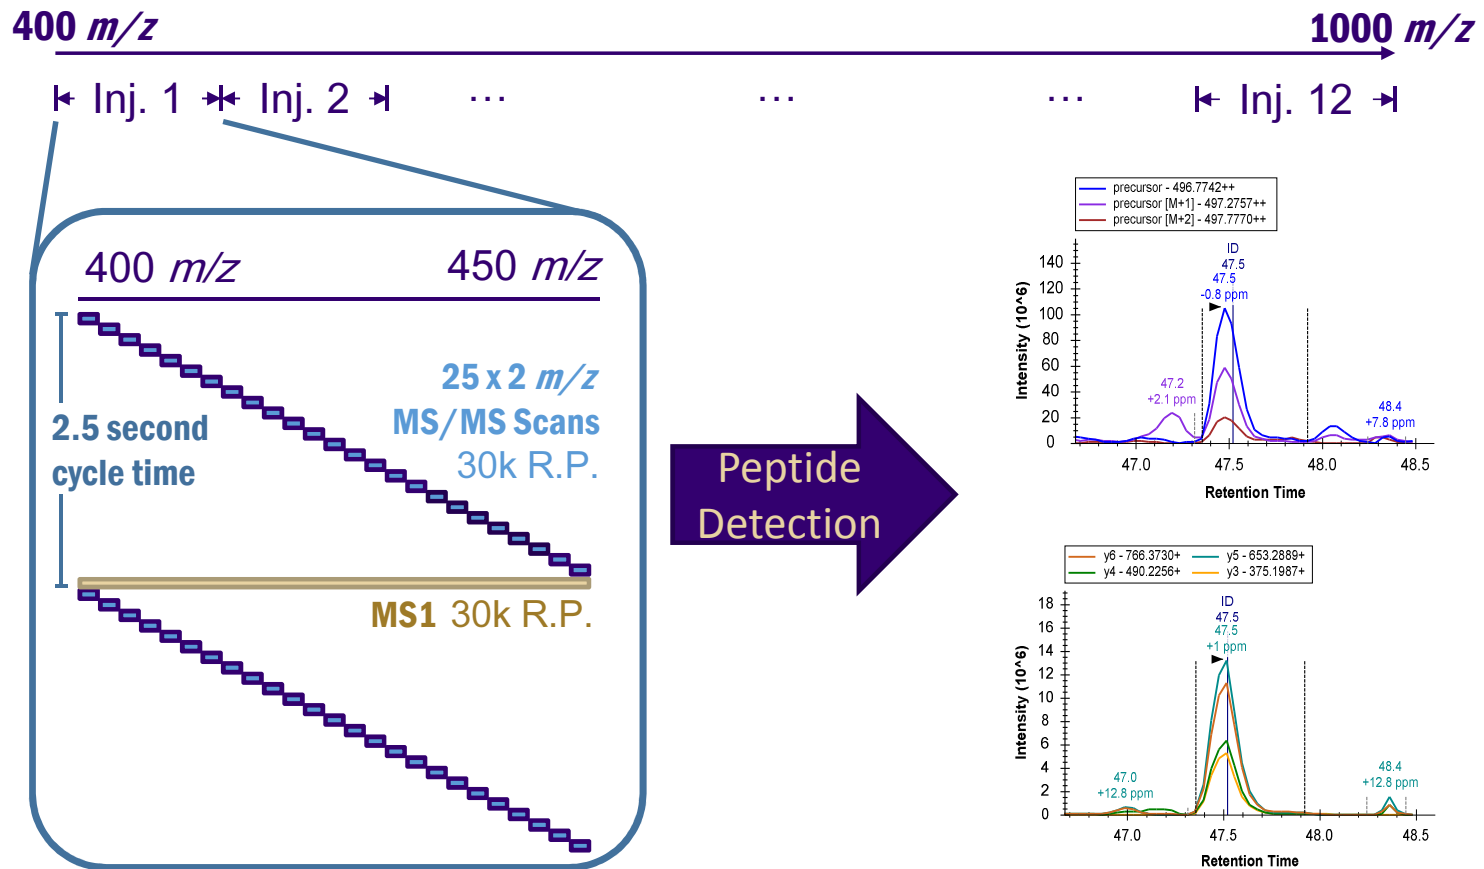 400 m/z
1000 m/z
Inj. 1
Inj. 2
...
...
...
Inj. 12
400 m/z
450 m/z
25 x 2 m/z
MS/MS Scans
30k R.P.
2.5 second
cycle time
MS1 30k R.P.
Peptide
Detection
precursor - 496.7742++
precursor [M+1] - 497.2757++
precursor [M+2] - 497.7770++
ID
47.5
47.5
-0.8 ppm
47.2
+2.1 ppm
48.4
+7.8 ppm
Intensity (10^6)
140
120
100
80
60
40
20
0
47.0
47.5
48.0
48.5
Retention Time
y6 - 766.3730+
y5 - 653.2889+
y4 - 490.2256+
y3 - 375.1987+
ID
47.5
47.5
+1 ppm
47.0
+12.8 ppm
48.4
+12.8 ppm
Intensity (10^6)
18
16
14
12
10
8
6
4
2
0
47.0
47.5
48.0
48.5
Retention Time